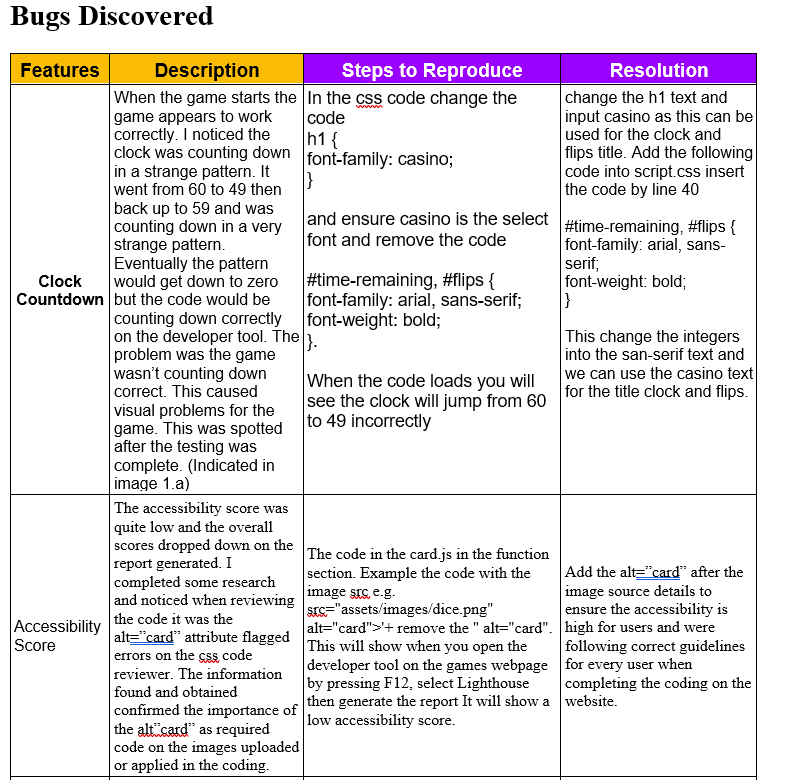 Bugs Discovered
Features
Description
Steps to Reproduce
Resolution
Clock
Countdown
When the game starts the
game appears to work
correctly. I noticed the
clock was counting down
in a strange pattern. It
went from 60 to 49 then
back up to 59 and was
counting down in a very
strange pattern.
Eventually the pattern
would get down to zero
but the code would be
counting down correctly
on the developer tool. The
problem was the game
wasn't counting down
correct. This caused
visual problems for the
game. This was spotted
after the testing was
complete. (Indicated in
image 1.a)
In the css code change the
code
h1 {
font-family: casino;
}
and ensure casino is the select
font and remove the code
#time-remaining, #flips {
font-family: arial, sans-serif;
font-weight: bold;
}.
When the code loads you will
see the clock will jump from 60
to 49 incorrectly
change the h1 text and
input casino as this can be
used for the clock and
flips title. Add the following
code into script.css insert
the code by line 40
#time-remaining, #flips {
font-family: arial, sans-
serif;
font-weight: bold;
}
This change the integers
into the san-serif text and
we can use the casino text
for the title clock and flips.
Accessibility
Score
The accessibility score was
quite low and the overall
scores dropped down on the
report generated. I
completed some research
and noticed when reviewing
the code it was the
alt="card" attribute flagged
errors on the css code
reviewer. The information
found and obtained
confirmed the importance of
the alt"card" as required
code on the images uploaded
or applied in the coding.
The code in the card.js in the function
section. Example the code with the
image src e.g.
src="assets/images/dice.png"
alt="card">'+ remove the " alt="card".
This will show when you open the
developer tool on the games webpage
by pressing F12, select Lighthouse
then generate the report It will show a
low accessibility score.
Add the alt="card" after the
image source details to
ensure the accessibility is
high for users and were
following correct guidelines
for every user when
completing the coding on the
website.